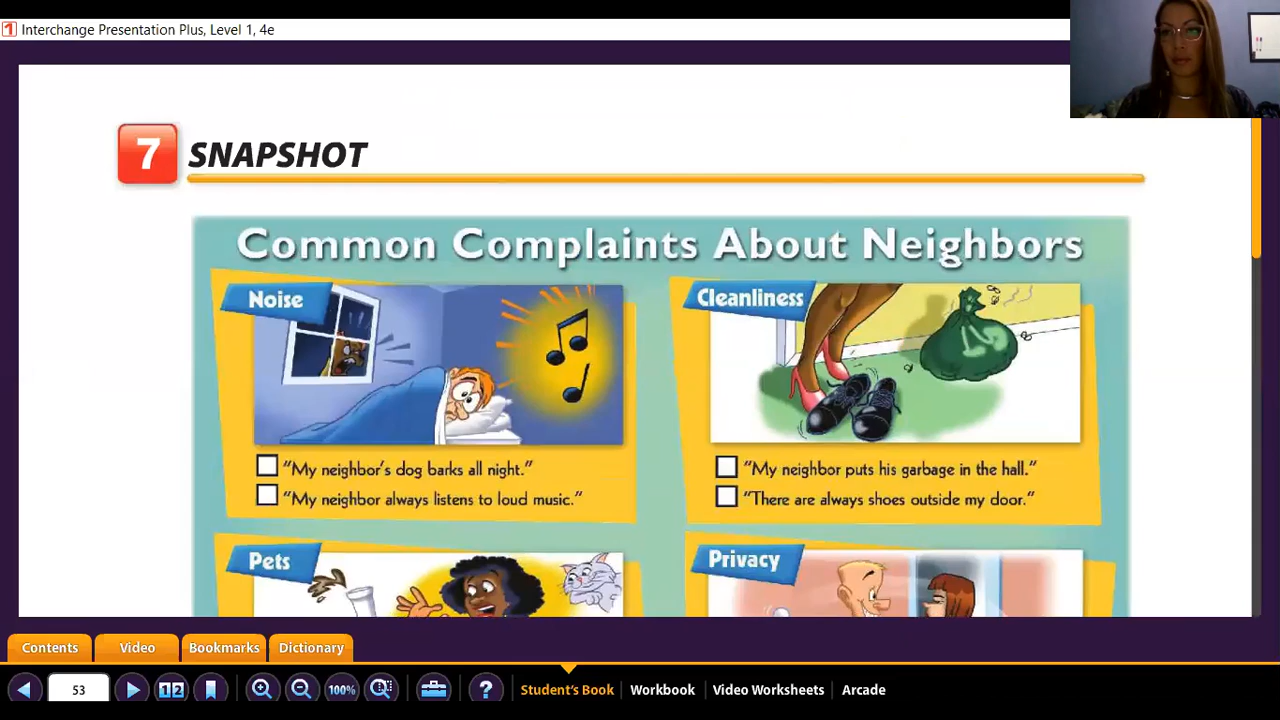 Interchange Presentation Plus, Level 1, 4e
7 SNAPSHOT
Common Complaints About Neighbors
Noise
"My neighbor's dog barks all night."
"My neighbor always listens to loud music."
Cleanliness
"My neighbor puts his garbage in the hall."
"There are always shoes outside my door."
Pets
Privacy
Contents Video Bookmarks Dictionary
53 12 100% ? Student's Book Workbook Video Worksheets Arcade